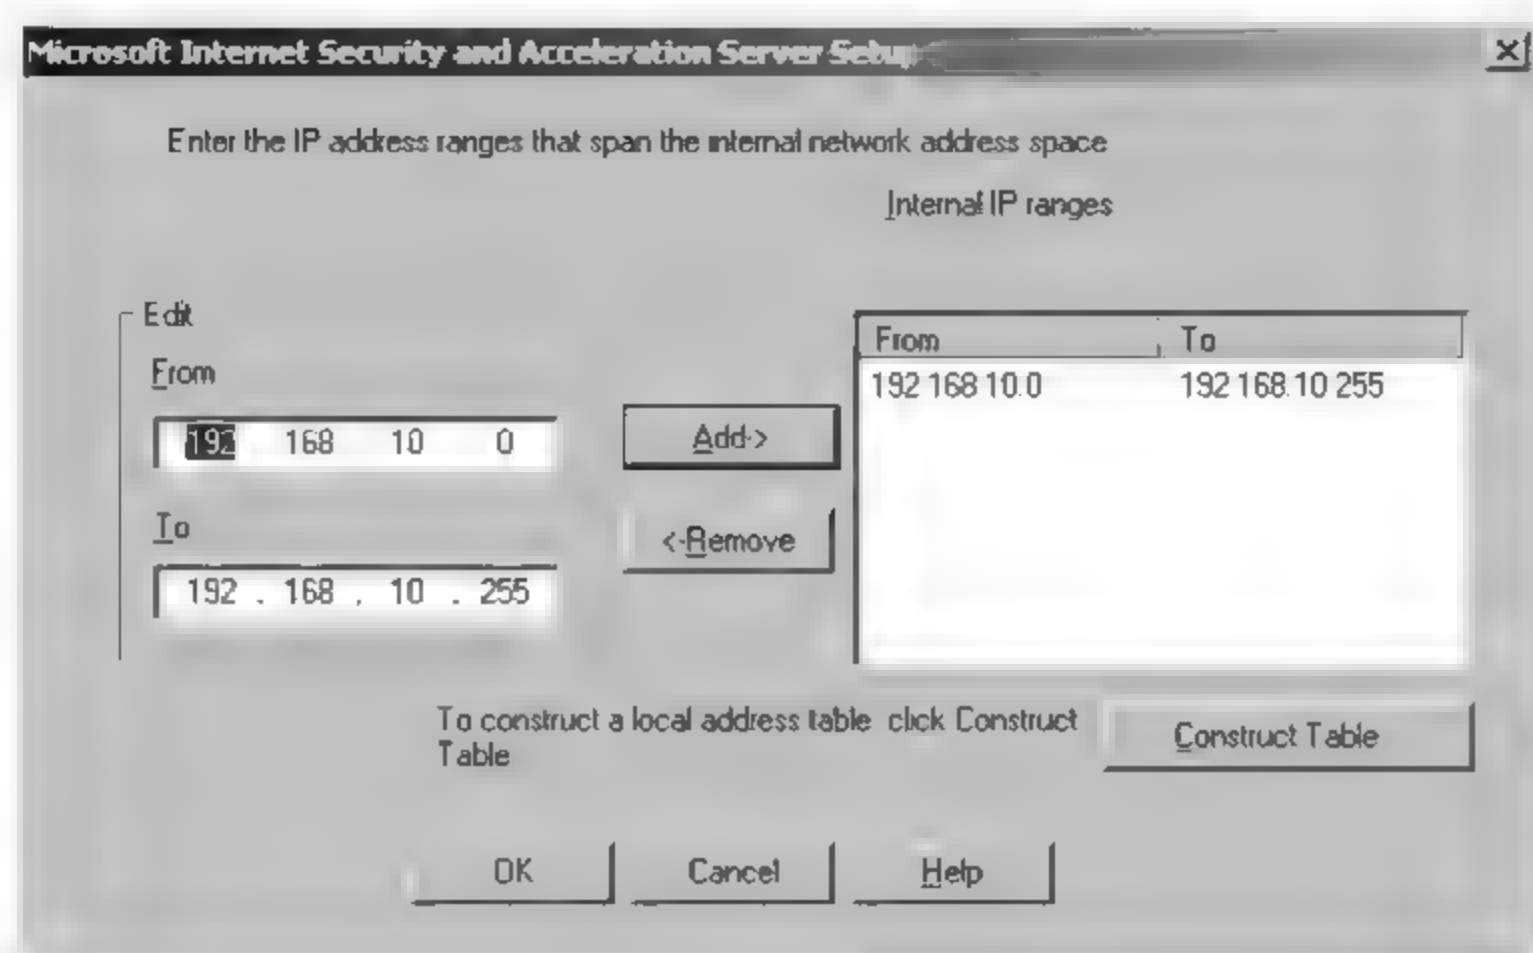 Microsoft Internet Security and Acceleration Server Setup
Enter the IP address ranges that span the internal network address space
Internal IP ranges
Edit
From
192 168 10 0
To
192 . 168 . 10 . 255
Add->
<-Remove
From To
192 168 10.0 192 168.10 255
To construct a local address table click Construct
Table
Construct Table
OK Cancel Help